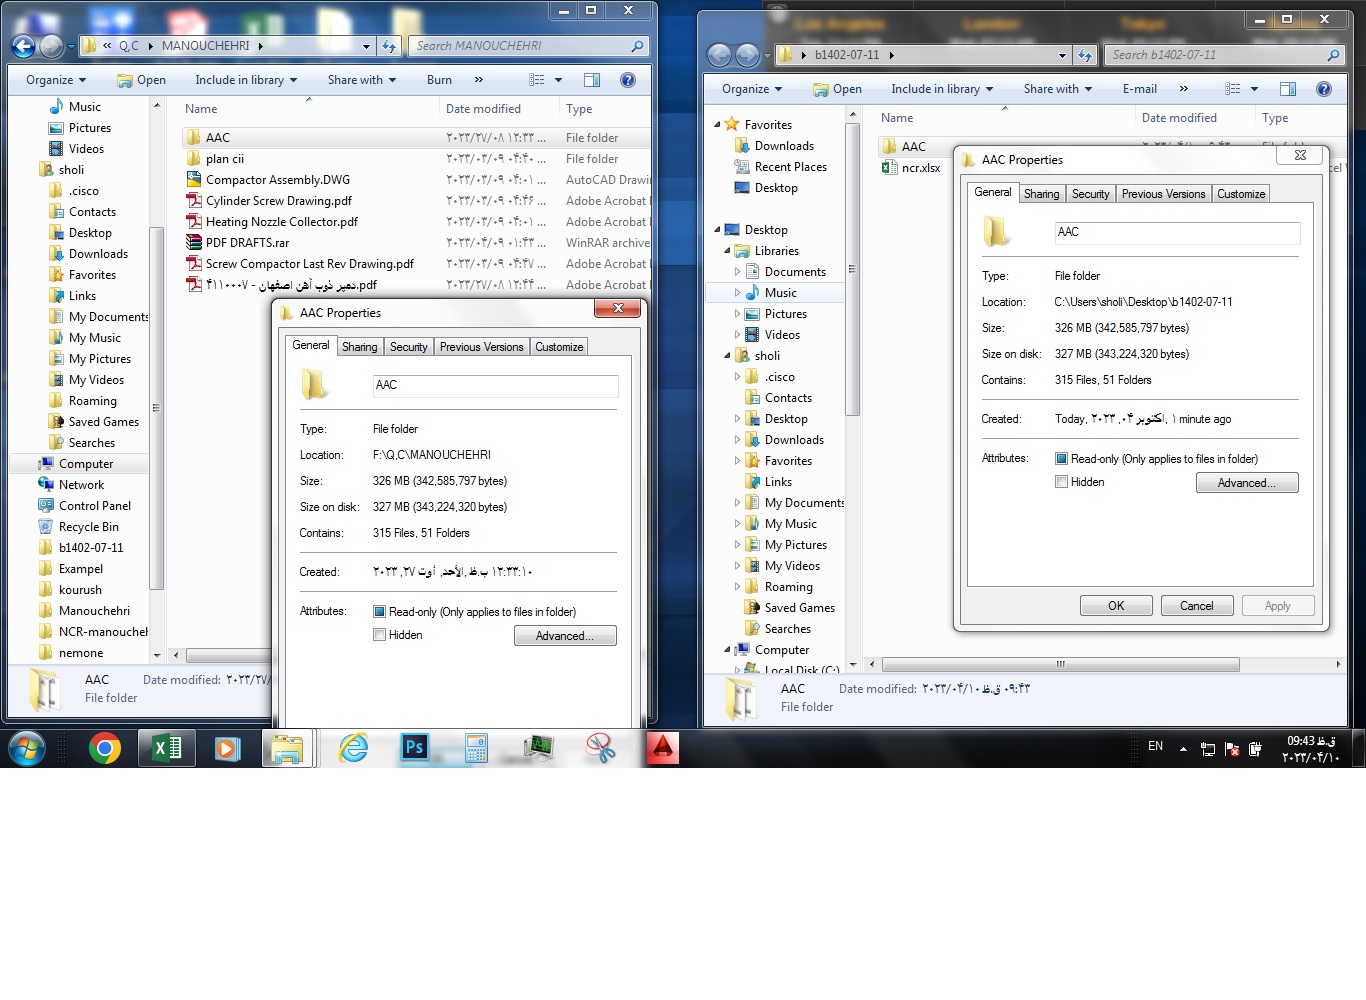 « Q,C ▸ MANOUCHEHRI ▸
Search MANOUCHEHRI
Organize
Open
Include in library
Share with
Burn
»
Music
Pictures
Videos
sholi
.cisco
Contacts
Desktop
Downloads
Favorites
Links
My Documents
My Music
My Pictures
My Videos
Roaming
Saved Games
Searches
Computer
Network
Control Panel
Recycle Bin
b1402-07-11
Exampel
kourush
Manouchehri
NCR-manoucheh
nemone
Name Date modified Type
AAC ۲۰۲۳/۲۷/۰۸ ۱۲:۳۳ ... File folder
plan cii ۲۰۲۳/۰۳/۰۹ ۰۴:۴۰ ... File folder
Compactor Assembly.DWG ۲۰۲۳/۰۳/۰۹ ۰۴:۰۱ ... AutoCAD Drawin
Cylinder Screw Drawing.pdf ۲۰۲۳/۰۳/۰۹ ۰۴:۴۶ ... Adobe Acrobat
Heating Nozzle Collector.pdf ۲۰۲۳/۰۳/۰۹ ۰۴:۰۱ ... Adobe Acrobat
PDF DRAFTS.rar ۲۰۲۳/۰۴/۰۹ ۰۱:۴۳ ... WinRAR archive
Screw Compactor Last Rev Drawing.pdf ۲۰۲۳/۰۳/۰۹ ۰۴:۴۷ ... Adobe Acrobat
۴۱۱۰۰۰۷ - دمپر ذوب آهن اصفهان.pdf ۲۰۲۳/۲۷/۰۸ ۱۲:۴۴ ... Adobe Acrobat
AAC Properties
General Sharing Security Previous Versions Customize
AAC
Type: File folder
Location: F:\Q,C\MANOUCHEHRI
Size: 326 MB (342,585,797 bytes)
Size on disk: 327 MB (343,224,320 bytes)
Contains: 315 Files, 51 Folders
Created: ۱۲:۳۳:۱۰ ب.ظ ,الأحد, أوت ۲۷, ۲۰۲۳
Attributes: Read-only (Only applies to files in folder)
Hidden Advanced...
AAC Date modified: ۲۰۲۳/۲۷/
File folder
Los Angeles London Tokyo
▸ b1402-07-11 ▸
Search b1402-07-11
Organize
Open
Include in library
Share with
E-mail
»
Favorites
Downloads
Recent Places
Desktop
Desktop
Libraries
Documents
Music
Pictures
Videos
sholi
.cisco
Contacts
Desktop
Downloads
Favorites
Links
My Documents
My Music
My Pictures
My Videos
Roaming
Saved Games
Searches
Computer
Local Disk (C:)
Name Date modified Type
AAC
ncr.xlsx
AAC Properties
General Sharing Security Previous Versions Customize
AAC
Type: File folder
Location: C:\Users\sholi\Desktop\b1402-07-11
Size: 326 MB (342,585,797 bytes)
Size on disk: 327 MB (343,224,320 bytes)
Contains: 315 Files, 51 Folders
Created: Today, ۲۰۲۳ ,۰۴ اکتوبر, ۱ minute ago
Attributes: Read-only (Only applies to files in folder)
Hidden Advanced...
OK Cancel Apply
AAC Date modified: ۲۰۲۳/۰۴/۱۰ ق.ظ ۰۹:۴۳
File folder
Ps
EN
09:43 ق.ظ
۲۰۲۳/۰۴/۱۰